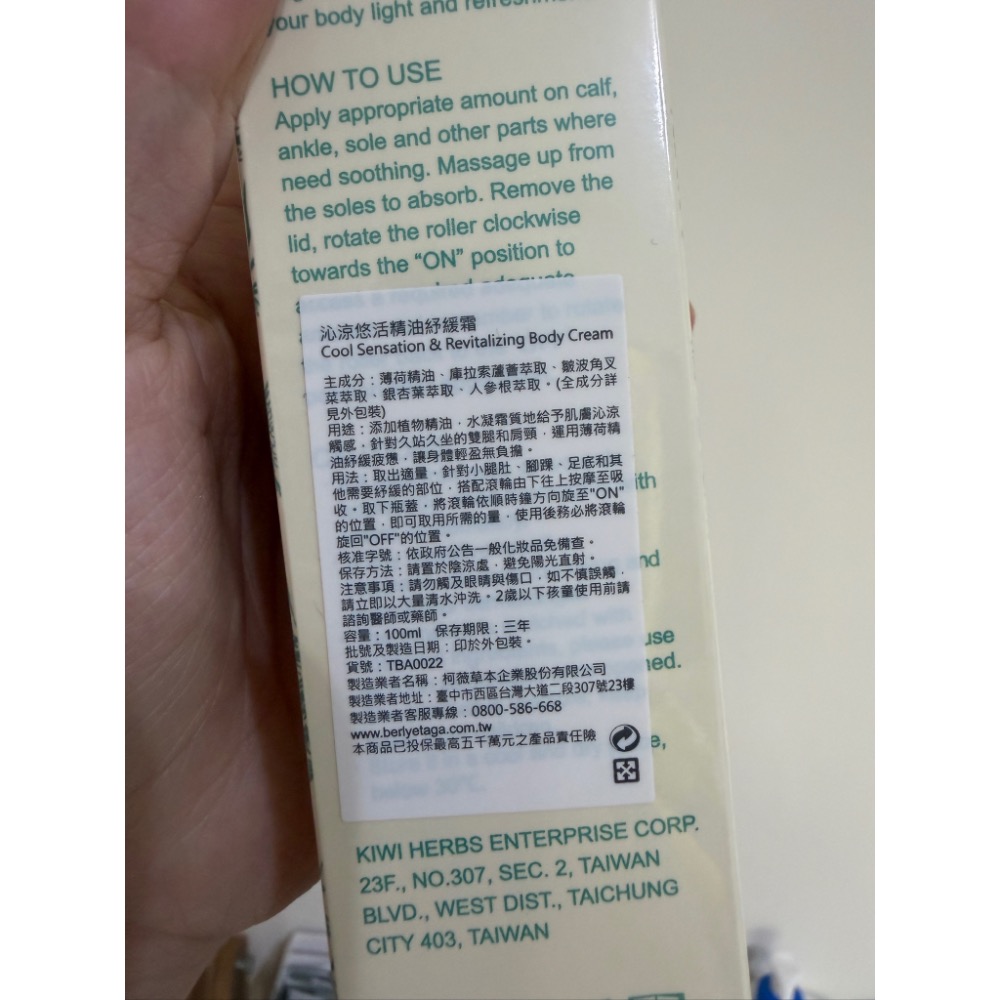 your body light and
HOW TO USE
Apply appropriate amount on calf,
ankle, sole and other parts where
need soothing. Massage up from
the soles to absorb. Remove the
lid, rotate the roller clockwise
towards the “ON” position to
沁涼悠活精油紓緩霜
Cool Sensation & Revitalizing Body Cream
主成分：薄荷精油、庫拉索蘆薈萃取、皺波角叉
菜萃取、銀杏葉萃取、人參根萃取。(全成分詳
見外包裝)
用途：添加植物精油，水凝霜質地給予肌膚沁涼
觸感，針對久站久坐的雙腿和肩頸，運用薄荷精
油紓緩疲憊，讓身體輕盈無負擔。
用法：取出適量，針對小腿肚、腳踝、足底和其
他需要紓緩的部位，搭配滾輪由下往上按摩至吸
收。取下瓶蓋，將滾輪依順時鐘方向旋至"ON"
的位置，即可取用所需的量，使用後務必將滾輪
旋回"OFF"的位置。
核准字號：依政府公告一般化妝品免備查。
保存方法：請置於陰涼處，避免陽光直射。
注意事項：請勿觸及眼睛與傷口，如不慎誤觸，
請立即以大量清水沖洗。2歲以下孩童使用前請
諮詢醫師或藥師。
容量：100ml 保存期限：三年
批號及製造日期：印於外包裝。
貨號：TBA0022
製造業者名稱：柯薇草本企業股份有限公司
製造業者地址：臺中市西區台灣大道二段307號23樓
製造業者客服專線：0800-586-668
www.berlyetaga.com.tw
本商品已投保最高五千萬元之產品責任險
KIWI HERBS ENTERPRISE CORP.
23F., NO.307, SEC. 2, TAIWAN
BLVD., WEST DIST., TAICHUNG
CITY 403, TAIWAN